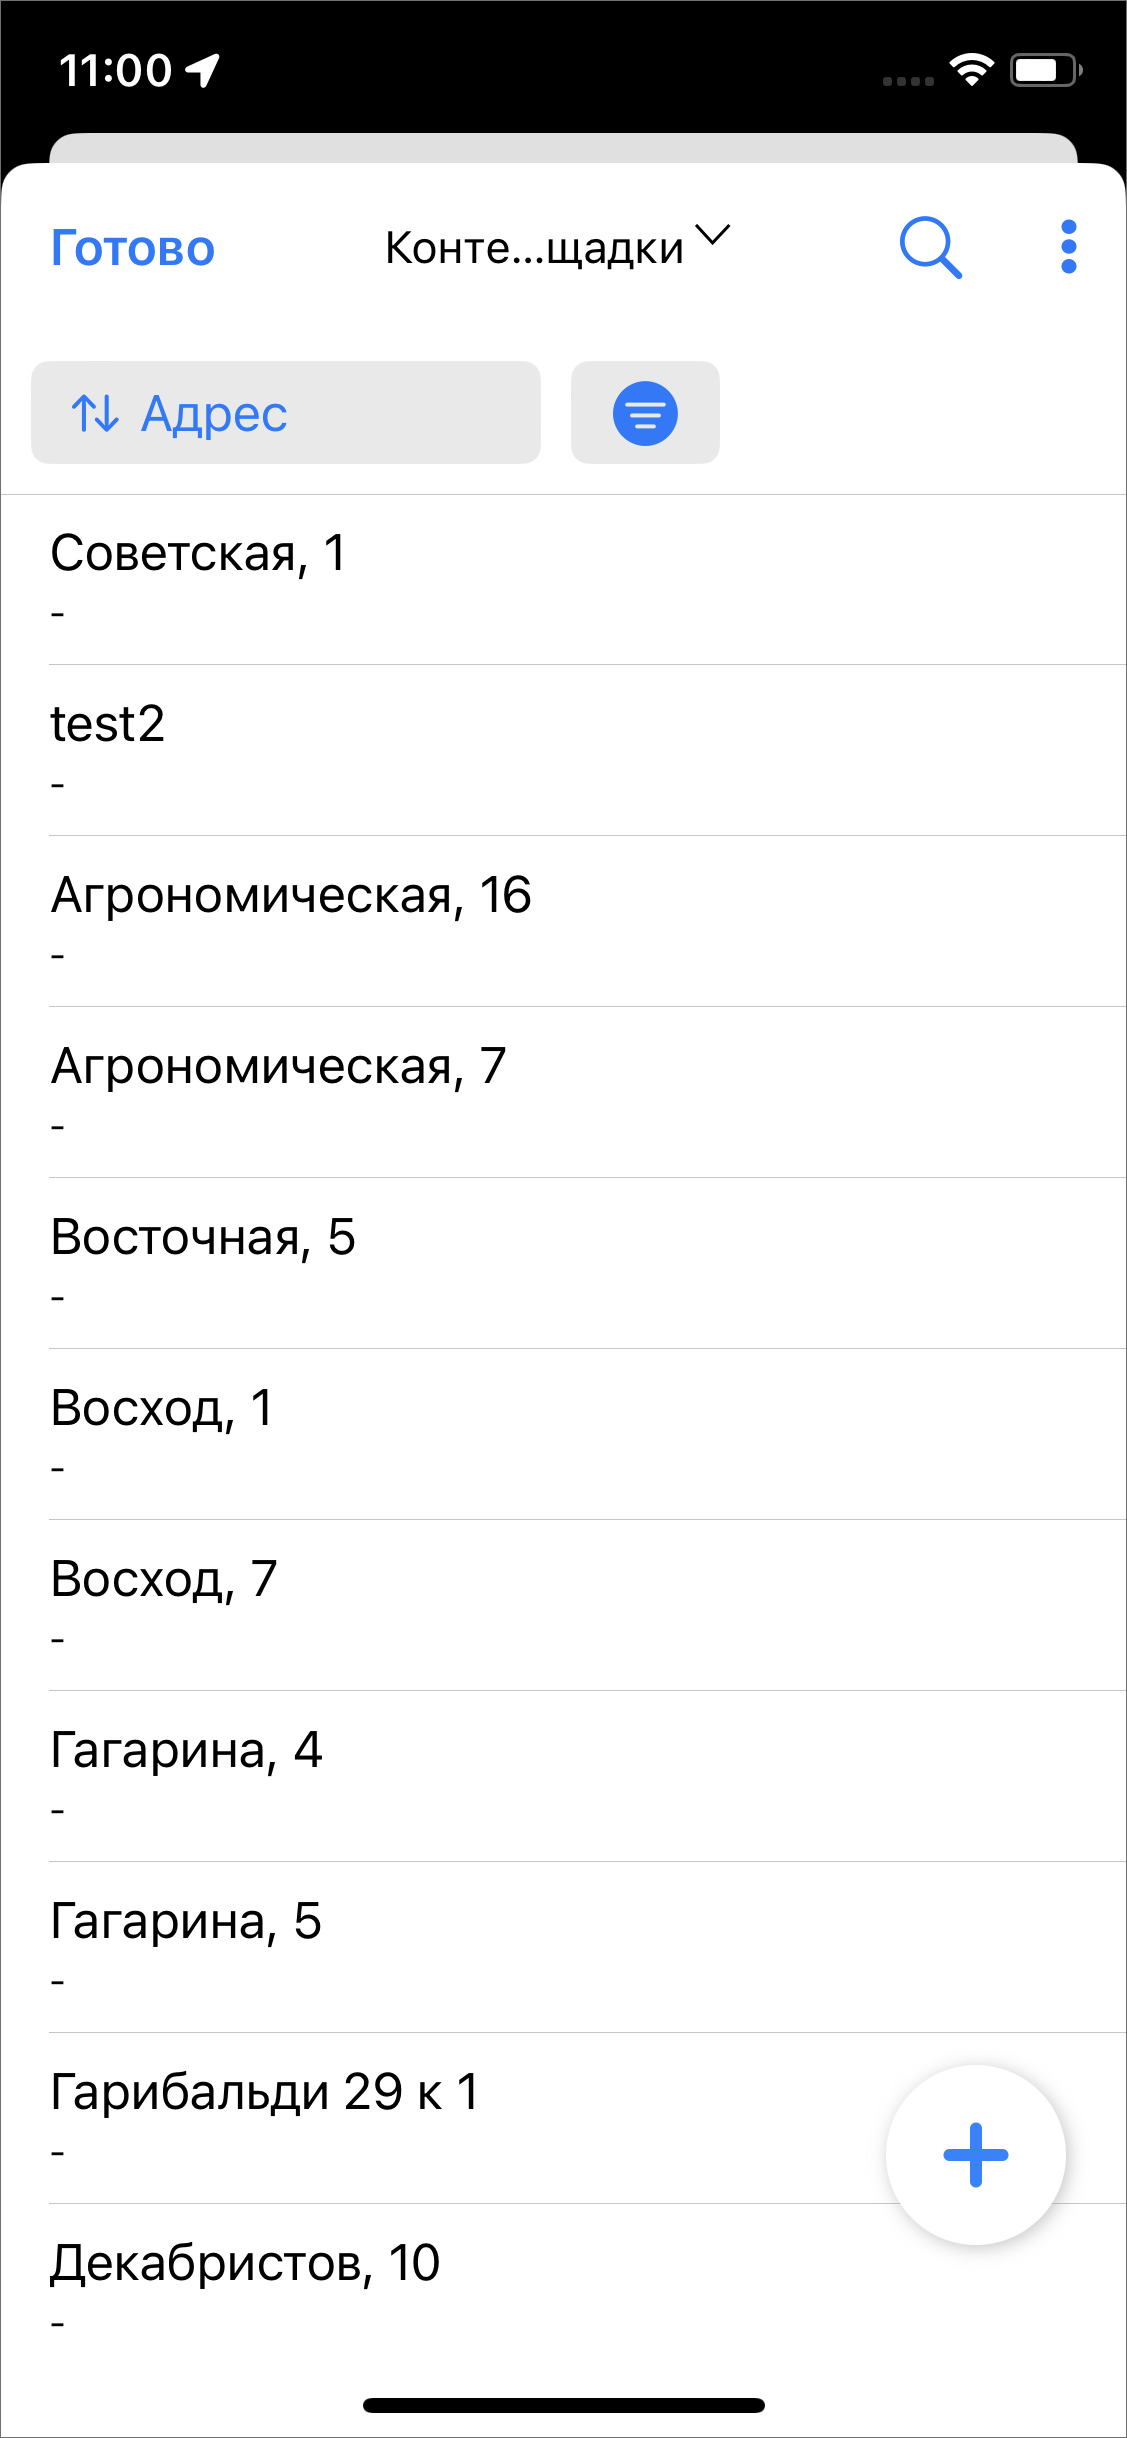 11:00
Готово
Конте...щадки
Адрес
Советская, 1
-
test2
-
Агрономическая, 16
-
Агрономическая, 7
-
Восточная, 5
-
Восход, 1
-
Восход, 7
-
Гагарина, 4
-
Гагарина, 5
-
Гарибальди 29 к 1
-
Декабристов, 10
-